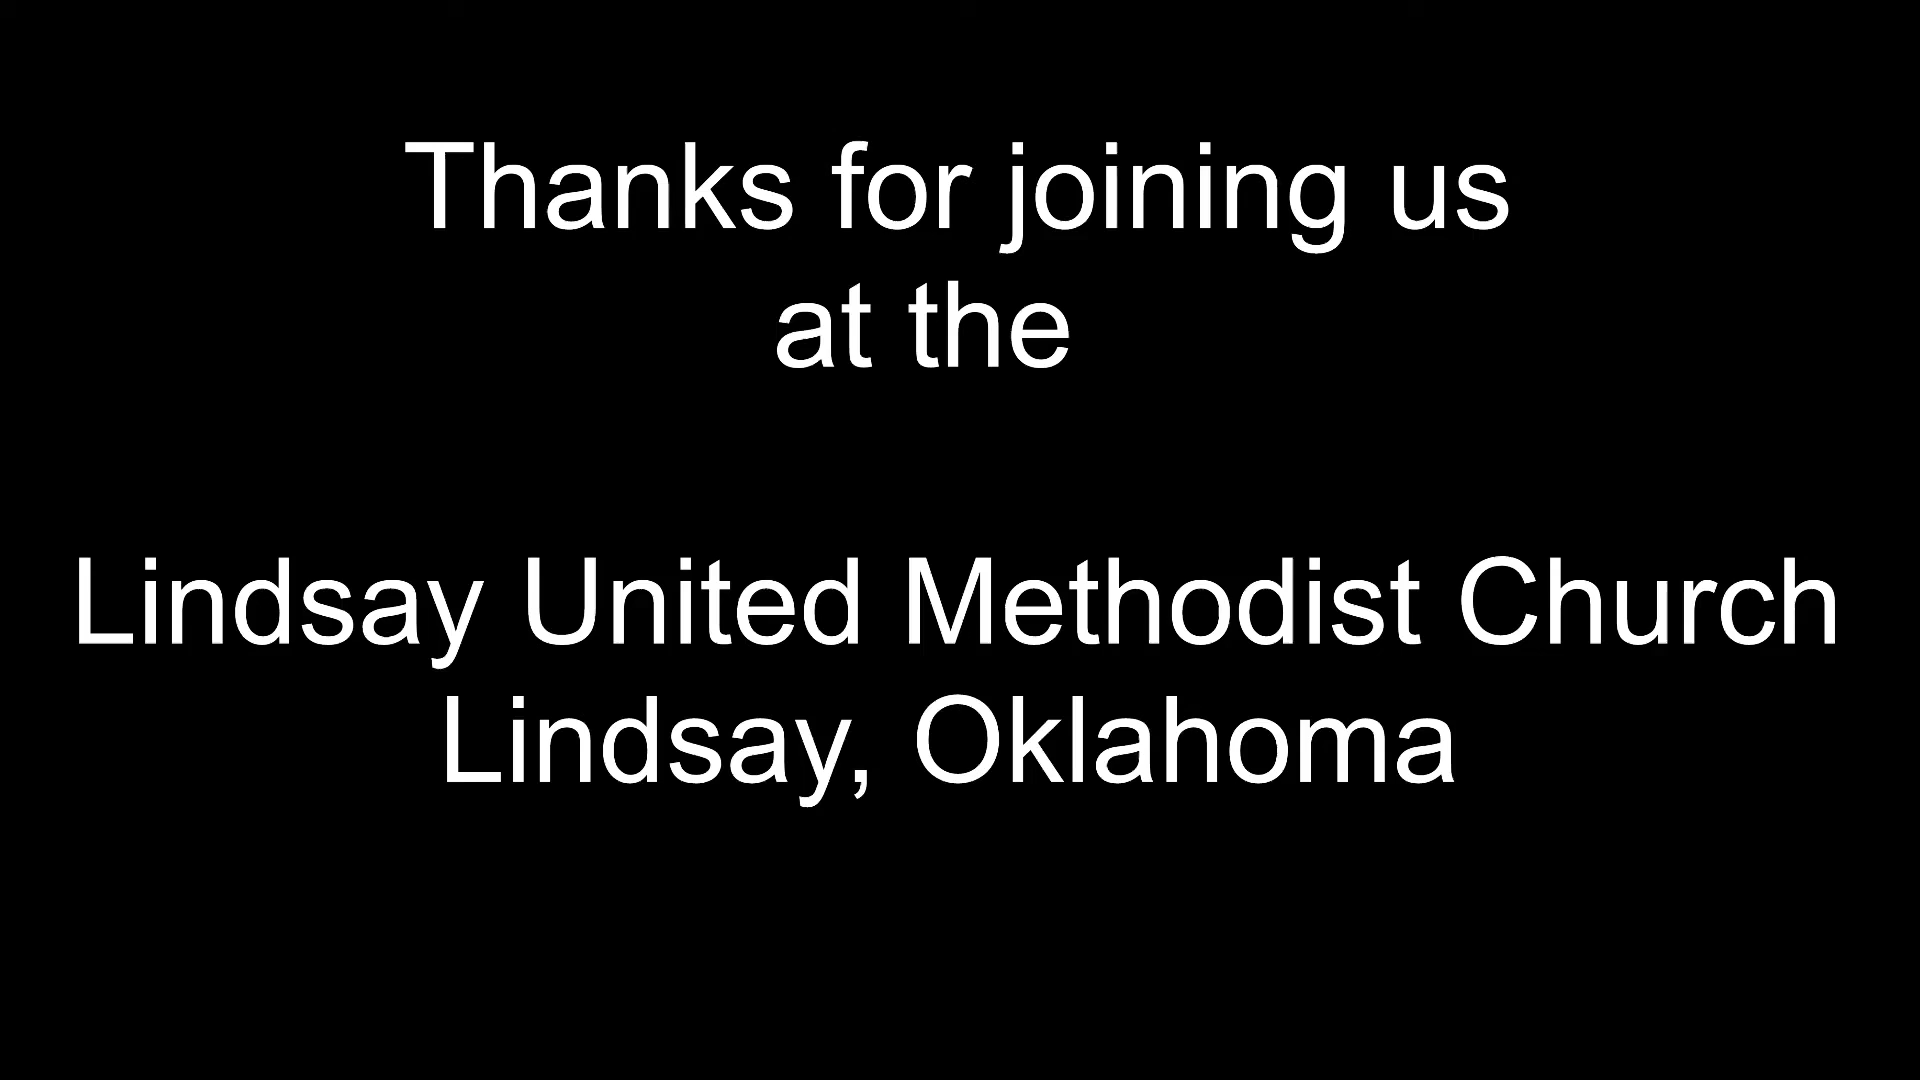 Thanks for joining us
at the
Lindsay United Methodist Church
Lindsay, Oklahoma